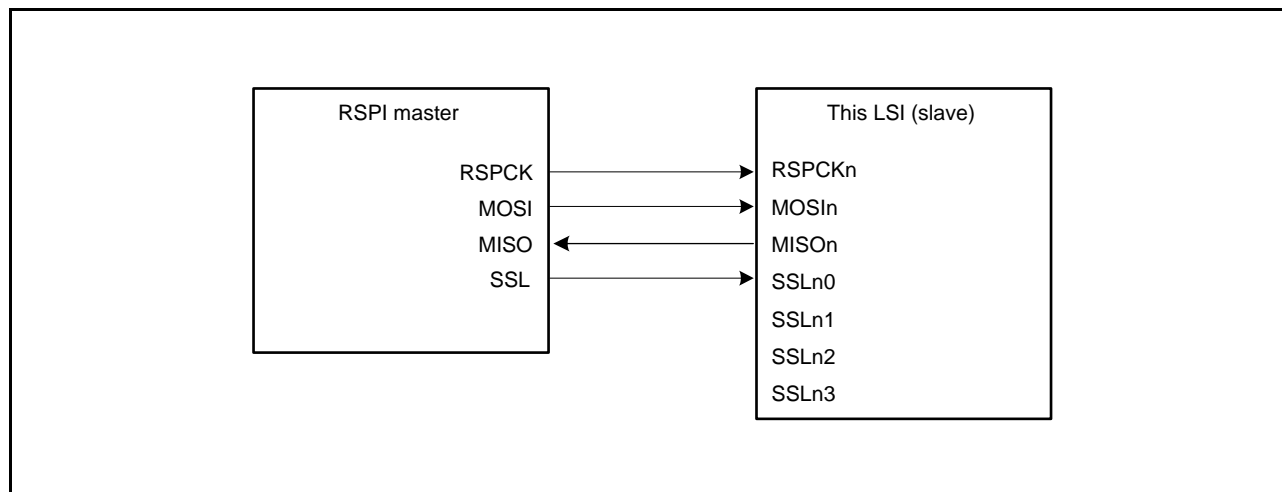 RSPI master
RSPCK
MOSI
MISO
SSL
This LSI (slave)
RSPCKn
MOSIn
MISOn
SSLn0
SSLn1
SSLn2
SSLn3